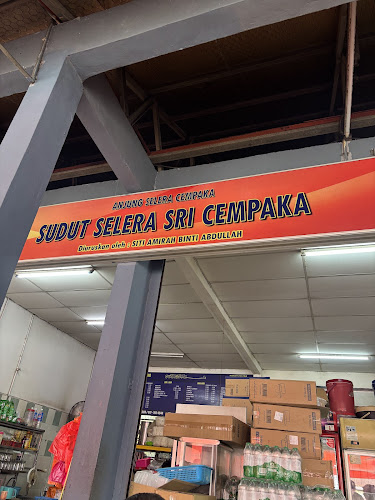 ANJUNG SELERA CEMPAKA
SUDUT SELERA SRI CEMPAKA
Diuruskan oleh : SITI AMIRAH BINTI ABDULLAH